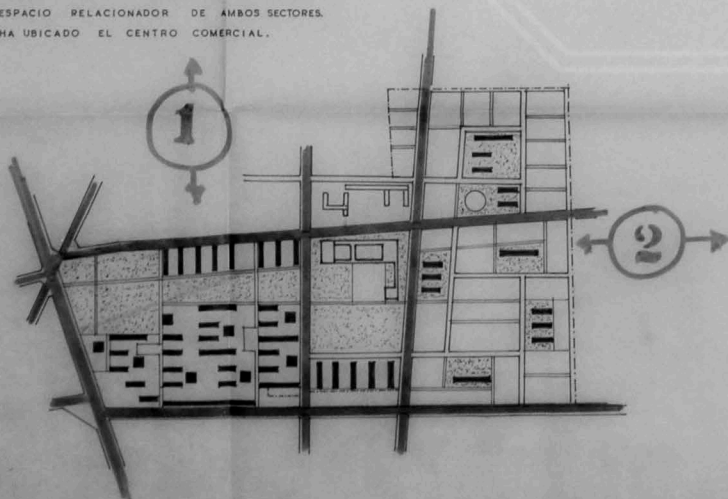 ESPACIO RELACIONADOR DE AMBOS SECTORES.
HA UBICADO EL CENTRO COMERCIAL.
1
2